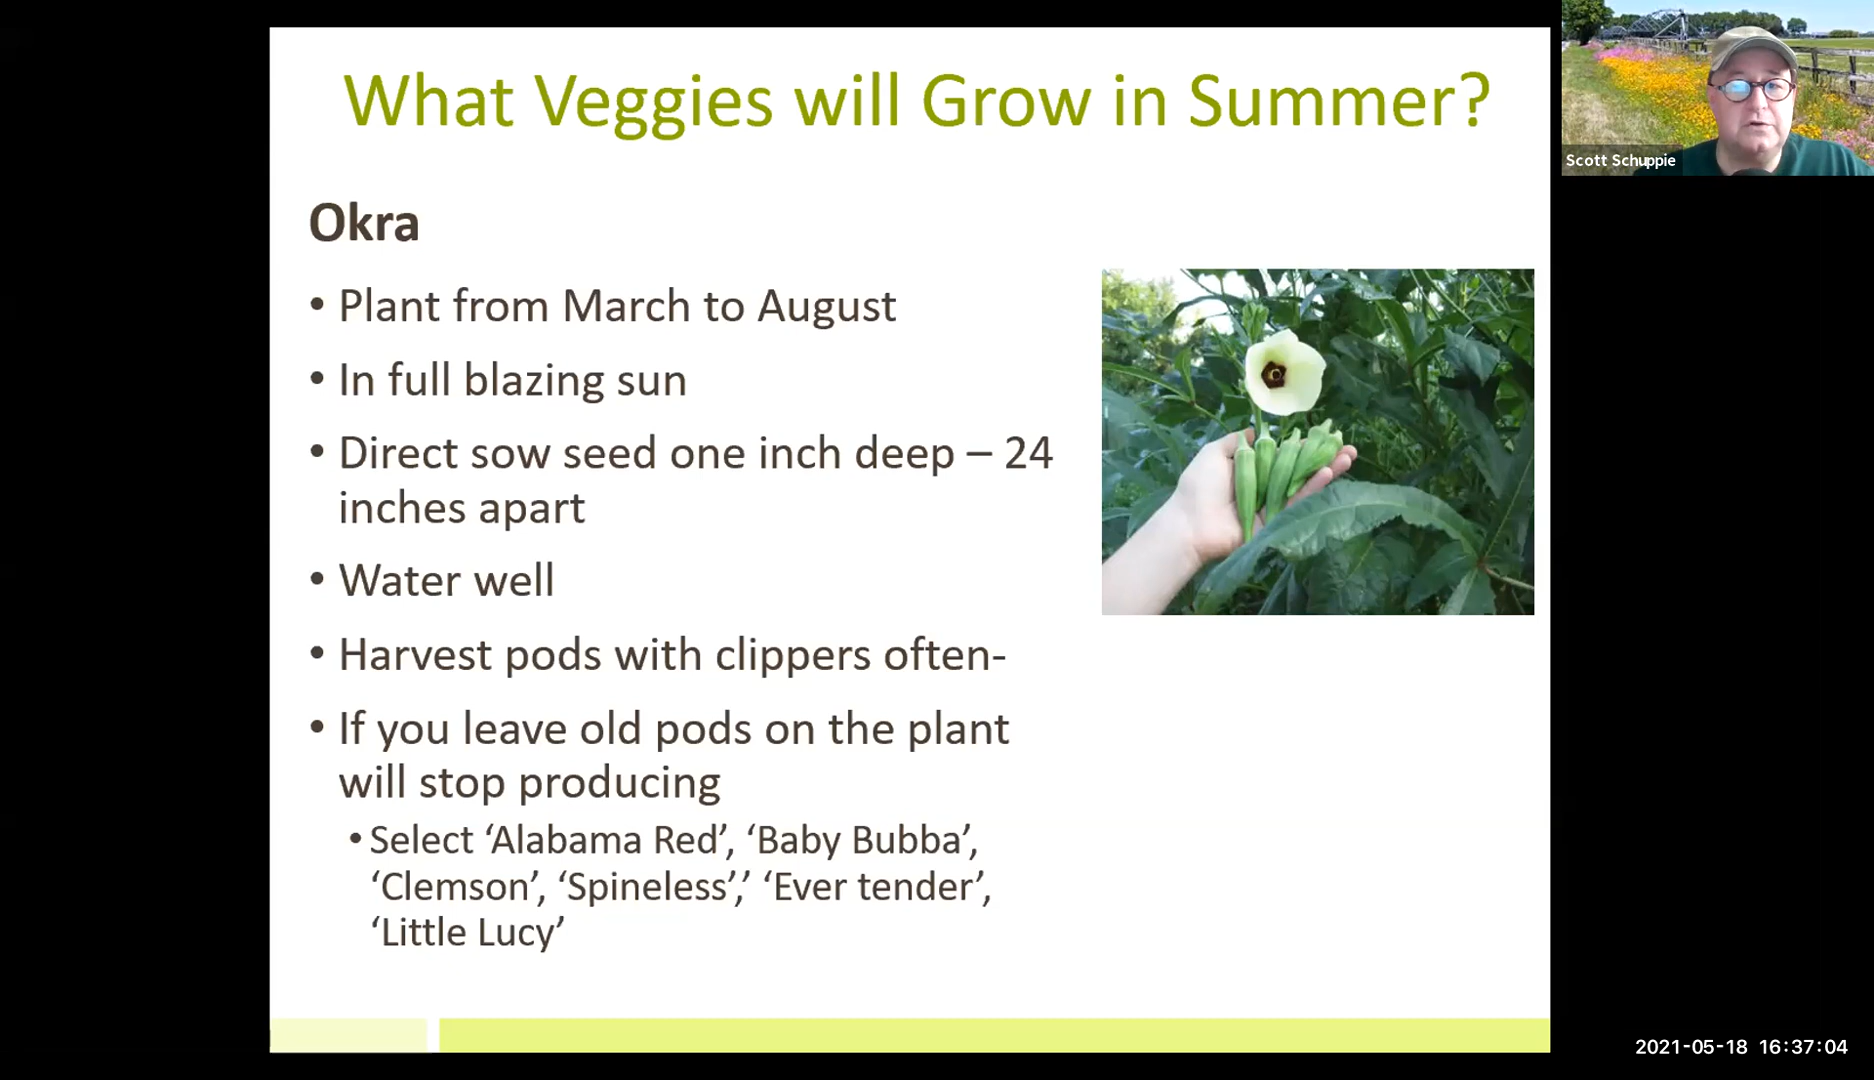 What Veggies will Grow in Summer?
Scott Schuppie
Okra
• Plant from March to August
• In full blazing sun
• Direct sow seed one inch deep – 24
inches apart
• Water well
• Harvest pods with clippers often-
• If you leave old pods on the plant
will stop producing
• Select ‘Alabama Red’, ‘Baby Bubba’,
‘Clemson’, ‘Spineless’,’ ‘Ever tender’,
‘Little Lucy’
2021-05-18 16:37:04